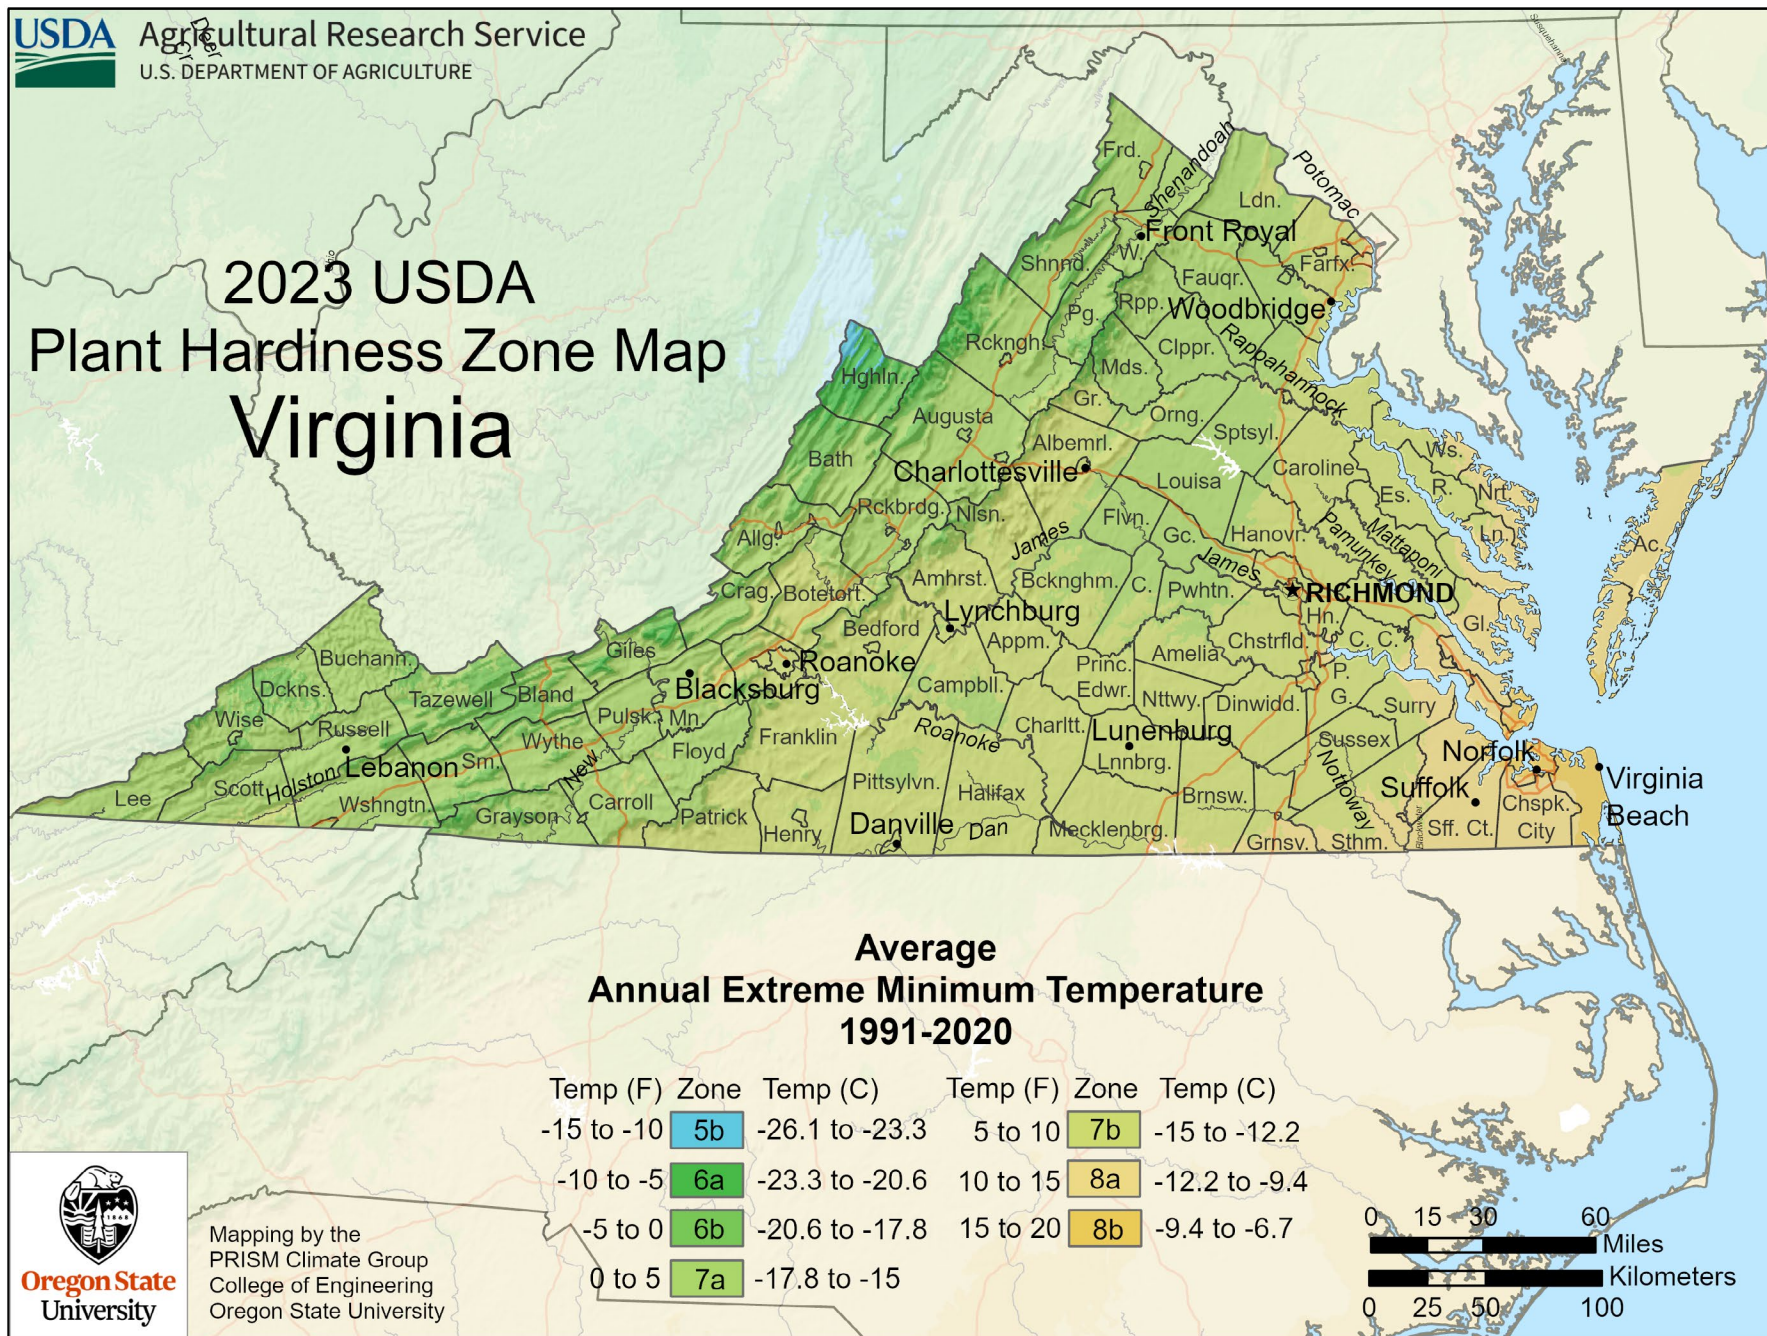 USDA
Agricultural Research Service
U.S. DEPARTMENT OF AGRICULTURE
Deer
Cr
Ohio
Susquehanna
2023 USDA
Plant Hardiness Zone Map
Virginia
Frd.
Shenandoah
Potomac
Ldn.
Front Royal
W.
Shnnd.
Farfx.
Fauqr.
Rpp.
Woodbridge
Pg.
Rcknghm.
Clppr.
Rappahannock
Hghln.
Mds.
Gr.
Augusta
Orng.
Sptsyl.
Albemrl.
Ws.
Bath
Charlottesville
Louisa
Caroline
Es.
R.
Nrt.
Rckbrdg.
Nlsn.
Flvn.
Allg.
James
Gc.
Hanovr.
Pamunkey
Mattaponi
Ln.
Ac.
James
Crag.
Botetort.
Amhrst.
Bcknghm.
C.
Pwhtn.
RICHMOND
Lynchburg
Hn.
Gl.
Bedford
Appm.
Chstrfld.
C. C.
Giles
Buchann.
Roanoke
Amelia
Princ.
Edwr.
P.
G.
Dckns.
Tazewell
Bland
Blacksburg
Campbll.
Nttwy.
Dinwidd.
Surry
Wise
Russell
Pulsk.
Mn.
Charltt.
Lunenburg
Roanoke
Wythe
Floyd
Franklin
Sussex
Norfolk
Lebanon
Sm.
New
Lnnbrg.
Nottoway
Virginia
Beach
Scott
Holston
Pittsylvn.
Halifax
Brnsw.
Suffolk
Lee
Wshngtn.
Grayson
Carroll
Patrick
Henry
Danville
Dan
Mecklenbrg.
Grnsv.
Sthm.
Blackwater
Sff. Ct.
Chspk.
City
Average
Annual Extreme Minimum Temperature
1991-2020
Temp (F) Zone Temp (C) Temp (F) Zone Temp (C)
-15 to -10 5b -26.1 to -23.3 5 to 10 7b -15 to -12.2
-10 to -5 6a -23.3 to -20.6 10 to 15 8a -12.2 to -9.4
-5 to 0 6b -20.6 to -17.8 15 to 20 8b -9.4 to -6.7
0 to 5 7a -17.8 to -15
0 15 30 60
Miles
Kilometers
0 25 50 100
1868
Oregon State
University
Mapping by the
PRISM Climate Group
College of Engineering
Oregon State University